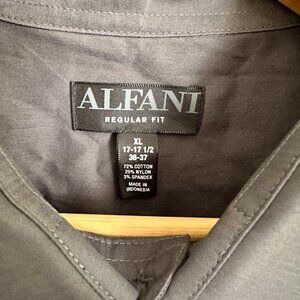 ALFANI
REGULAR FIT
XL
17-17 1/2
36-37
72% COTTON
25% NYLON
3% SPANDEX
MADE IN
INDONESIA